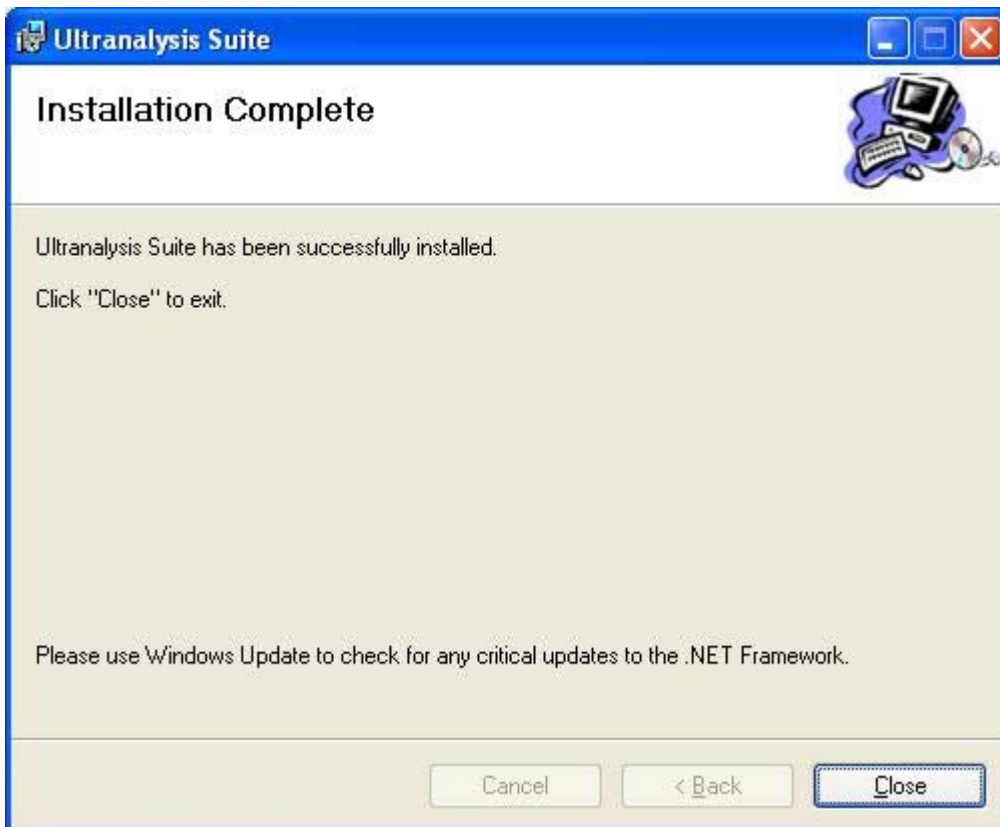 Ultranalysis Suite
Installation Complete
Ultranalysis Suite has been successfully installed.
Click "Close" to exit.
Please use Windows Update to check for any critical updates to the .NET Framework.
Cancel
< Back
Close